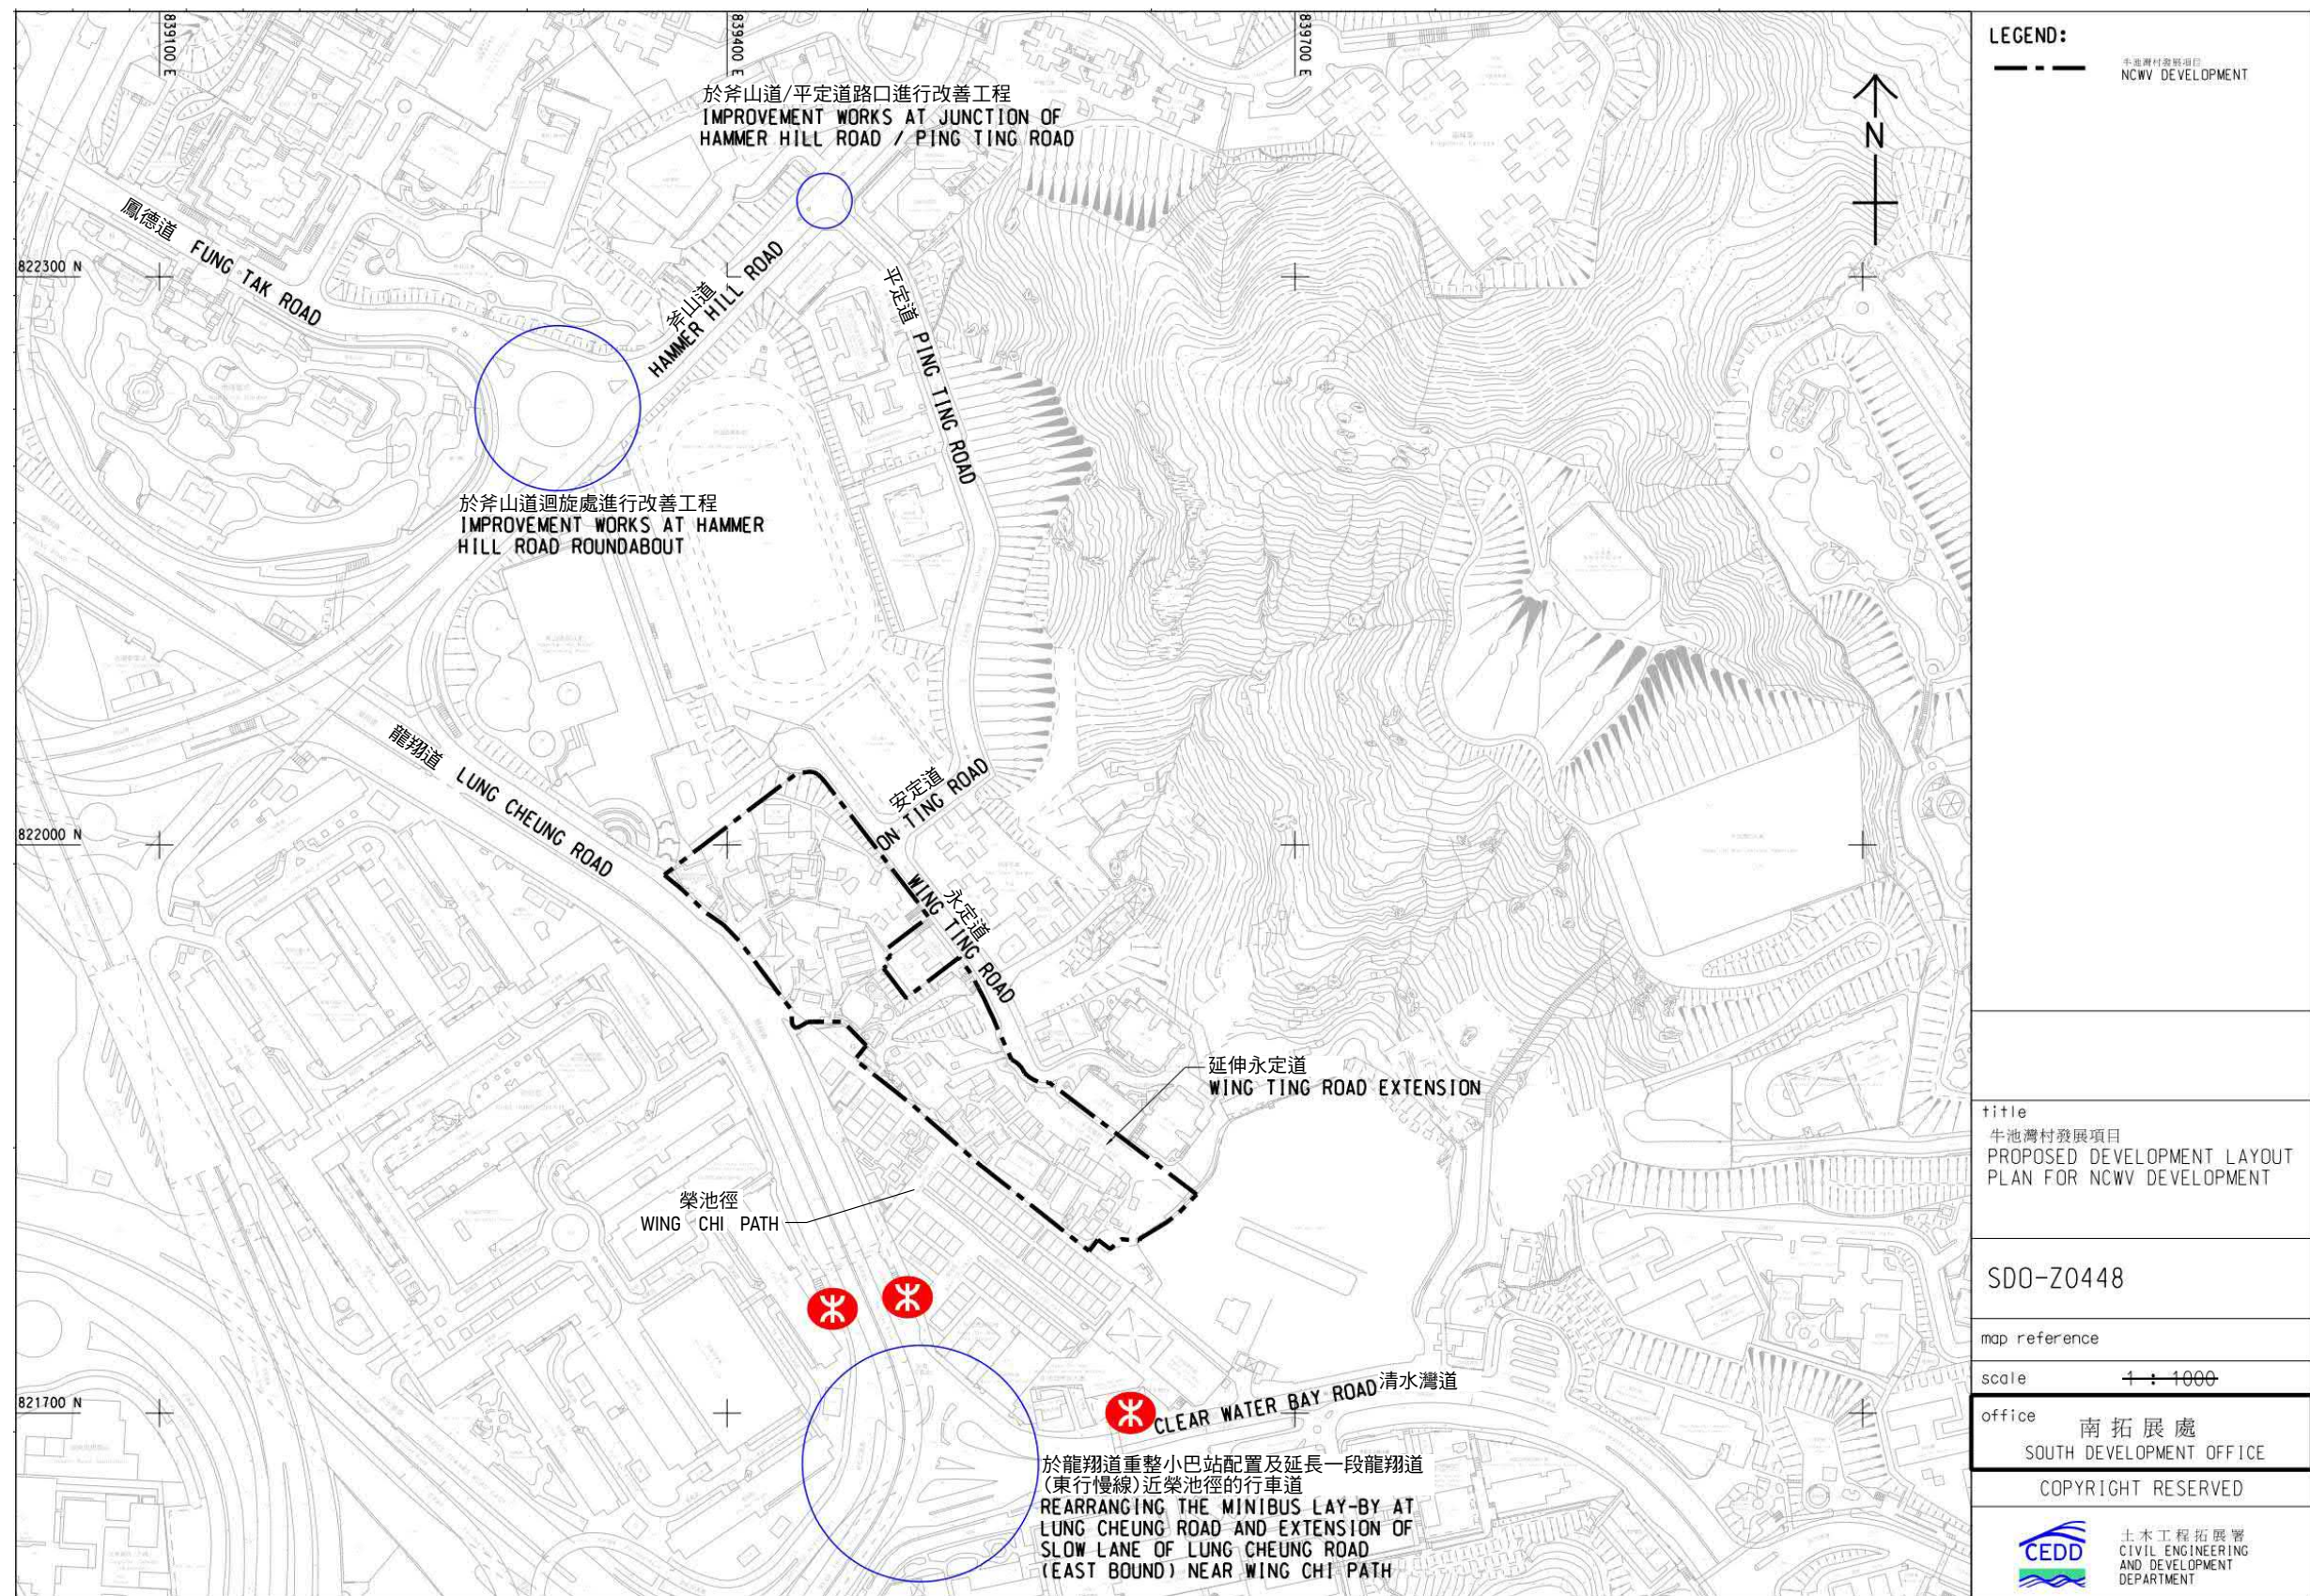 839100 E
839400 E
839700 E
822300 N
822000 N
821700 N
於斧山道/平定道路口進行改善工程
IMPROVEMENT WORKS AT JUNCTION OF
HAMMER HILL ROAD / PING TING ROAD
鳳德道 FUNG TAK ROAD
斧山道
HAMMER HILL ROAD
平定道 PING TING ROAD
於斧山道迴旋處進行改善工程
IMPROVEMENT WORKS AT HAMMER
HILL ROAD ROUNDABOUT
龍翔道 LUNG CHEUNG ROAD
安定道
ON TING ROAD
永定道
WING TING ROAD
延伸永定道
WING TING ROAD EXTENSION
榮池徑
WING CHI PATH
CLEAR WATER BAY ROAD 清水灣道
於龍翔道重整小巴站配置及延長一段龍翔道
(東行慢線)近榮池徑的行車道
REARRANGING THE MINIBUS LAY-BY AT
LUNG CHEUNG ROAD AND EXTENSION OF
SLOW LANE OF LUNG CHEUNG ROAD
(EAST BOUND) NEAR WING CHI PATH
N
LEGEND:
牛池灣村發展項目
NCWV DEVELOPMENT
title
牛池灣村發展項目
PROPOSED DEVELOPMENT LAYOUT
PLAN FOR NCWV DEVELOPMENT
SDO-Z0448
map reference
scale 1 : 1000
office
南拓展處
SOUTH DEVELOPMENT OFFICE
COPYRIGHT RESERVED
CEDD
土木工程拓展署
CIVIL ENGINEERING
AND DEVELOPMENT
DEPARTMENT